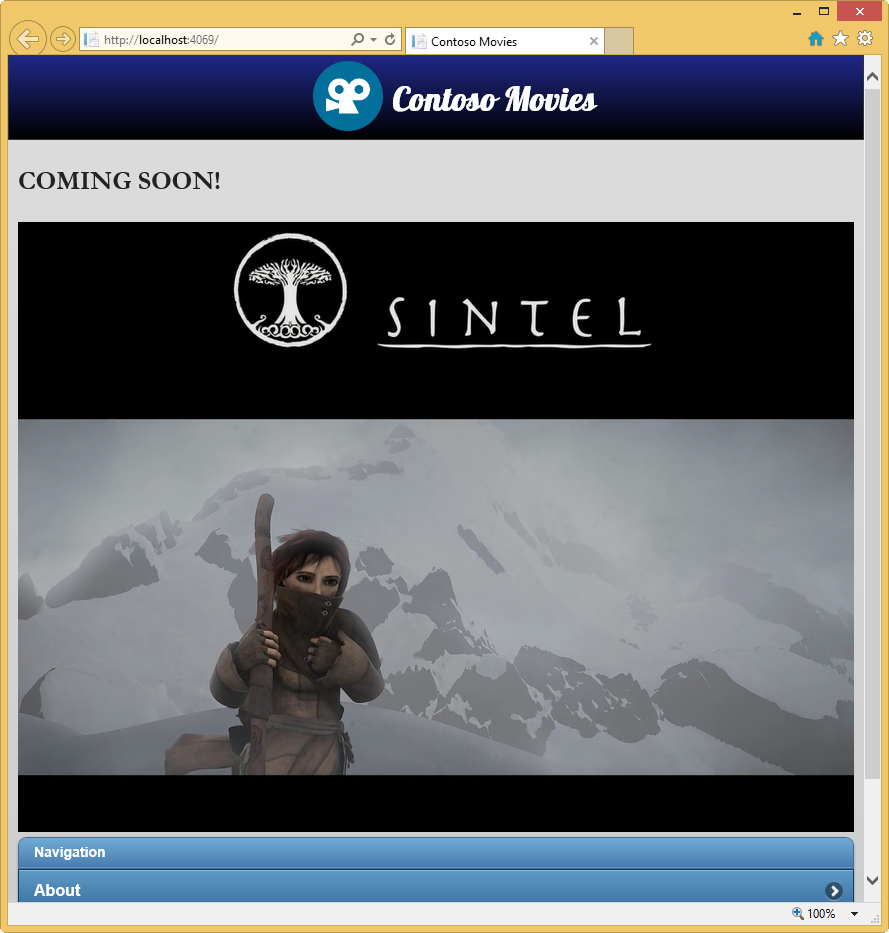 http://localhost:4069/
Contoso Movies
Contoso Movies
COMING SOON!
SINTEL
Navigation
About
100%